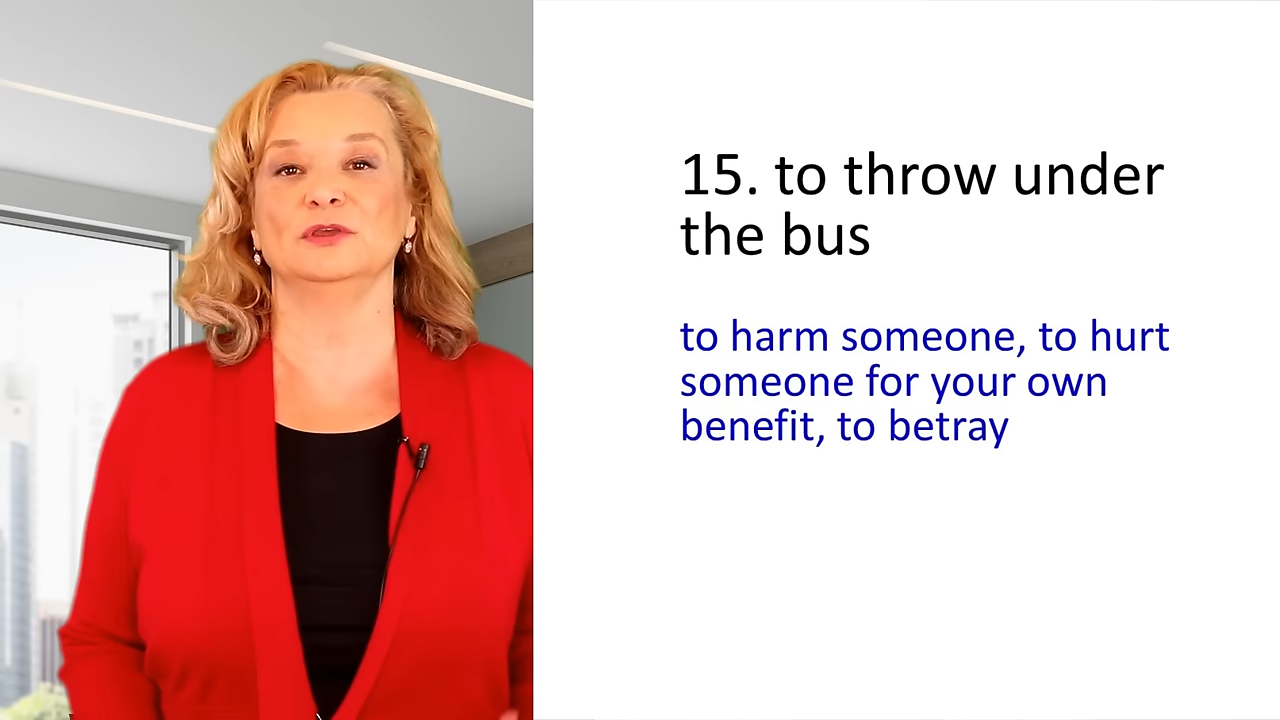 15. to throw under
the bus
to harm someone, to hurt
someone for your own
benefit, to betray